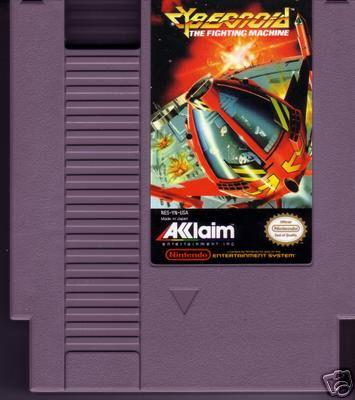 CYBERNOID
THE FIGHTING MACHINE
NES-YN-USA
Made in Japan
AKKlaim
entertainment inc
Official
Nintendo
Seal of Quality
Nintendo
ENTERTAINMENT SYSTEM